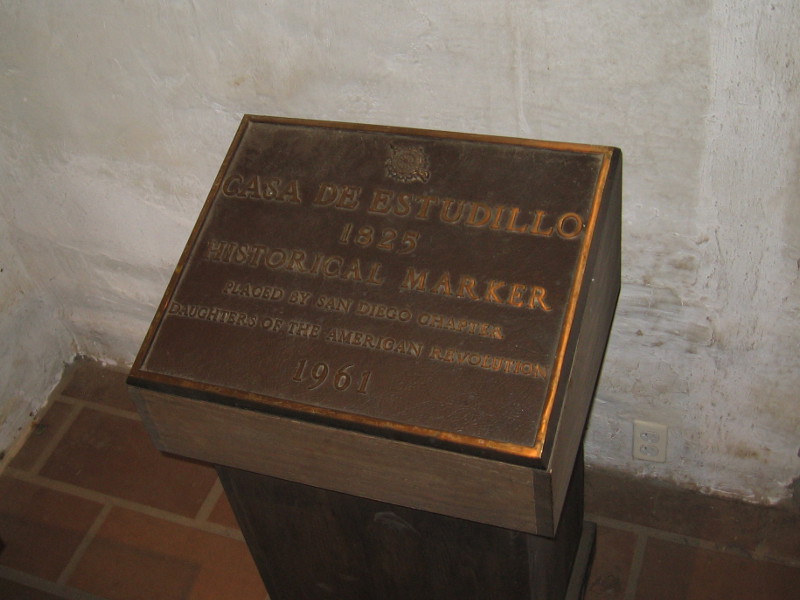 CASA DE ESTUDILLO
1825
HISTORICAL MARKER
PLACED BY SAN DIEGO CHAPTER
DAUGHTERS OF THE AMERICAN REVOLUTION
1961